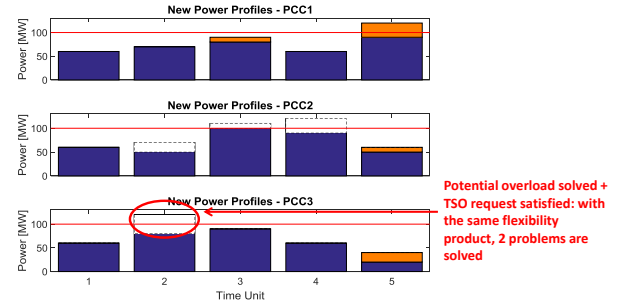 New Power Profiles - PCC1
Power [MW]
100
50
0
New Power Profiles - PCC2
Power [MW]
100
50
0
New Power Profiles - PCC3
Power [MW]
100
50
0
1 2 3 4 5
Time Unit
Potential overload solved +
TSO request satisfied: with
the same flexibility
product, 2 problems are
solved